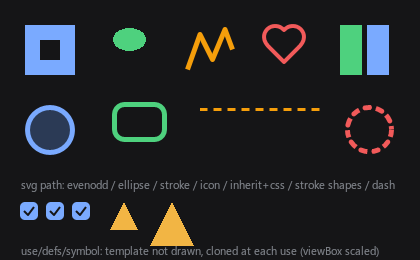 svg path: evenodd / ellipse / stroke / icon / inherit+css / stroke shapes / dash
use/defs/symbol: template not drawn, cloned at each use (viewBox scaled)